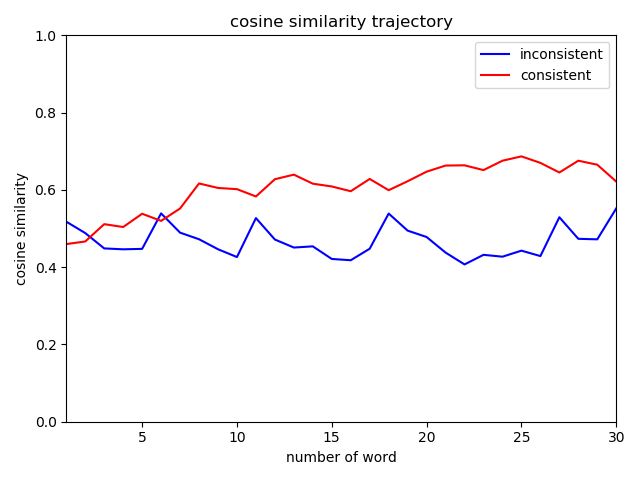 cosine similarity trajectory
inconsistent
consistent
cosine similarity
1.0
0.8
0.6
0.4
0.2
0.0
5
10
15
20
25
30
number of word